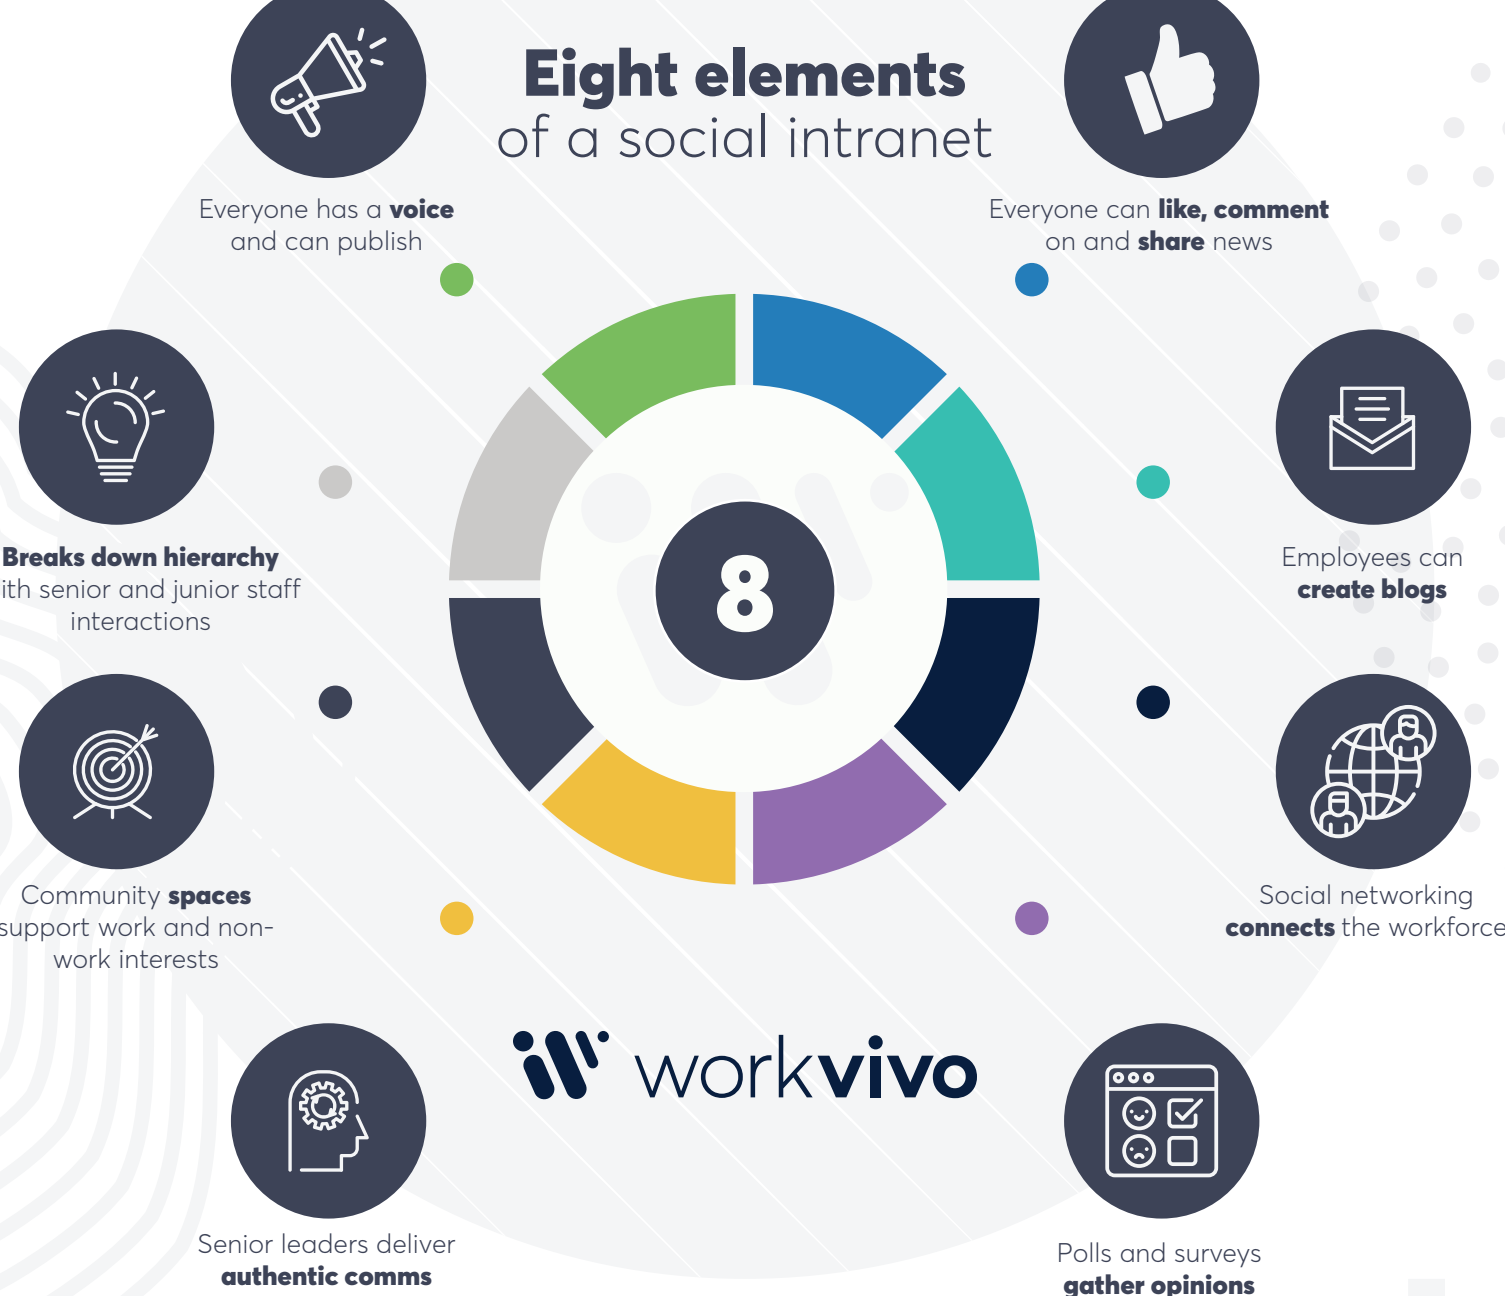 Eight elements
of a social intranet
Everyone has a voice
and can publish
Everyone can like, comment
on and share news
Breaks down hierarchy
ith senior and junior staff
interactions
Employees can
create blogs
8
Community spaces
support work and non-
work interests
Social networking
connects the workforce
workvivo
Senior leaders deliver
authentic comms
Polls and surveys
gather opinions